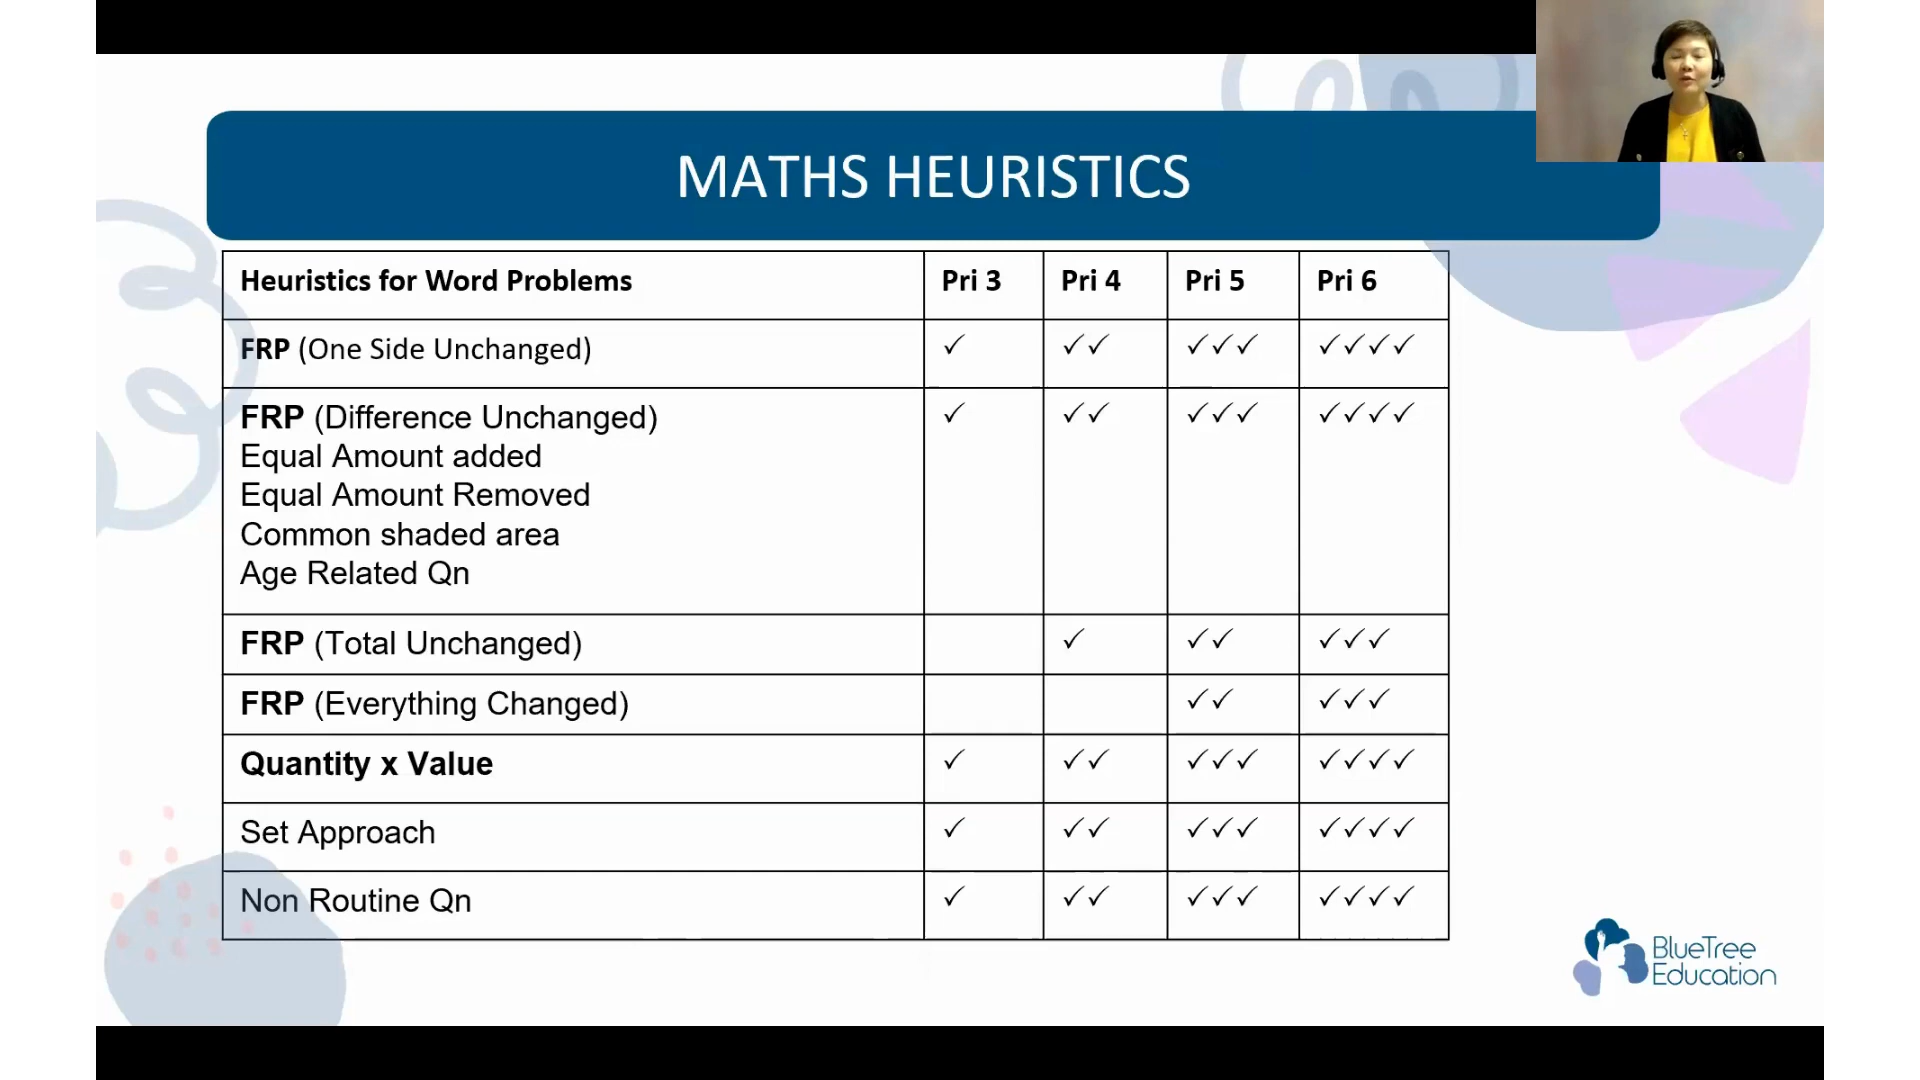 MATHS HEURISTICS
Heuristics for Word Problems Pri 3 Pri 4 Pri 5 Pri 6
FRP (One Side Unchanged) ✓ ✓✓ ✓✓✓ ✓✓✓✓
FRP (Difference Unchanged) ✓ ✓✓ ✓✓✓ ✓✓✓✓
Equal Amount added
Equal Amount Removed
Common shaded area
Age Related Qn
FRP (Total Unchanged) ✓ ✓✓ ✓✓✓
FRP (Everything Changed) ✓✓ ✓✓✓
Quantity x Value ✓ ✓✓ ✓✓✓ ✓✓✓✓
Set Approach ✓ ✓✓ ✓✓✓ ✓✓✓✓
Non Routine Qn ✓ ✓✓ ✓✓✓ ✓✓✓✓
BlueTree
Education